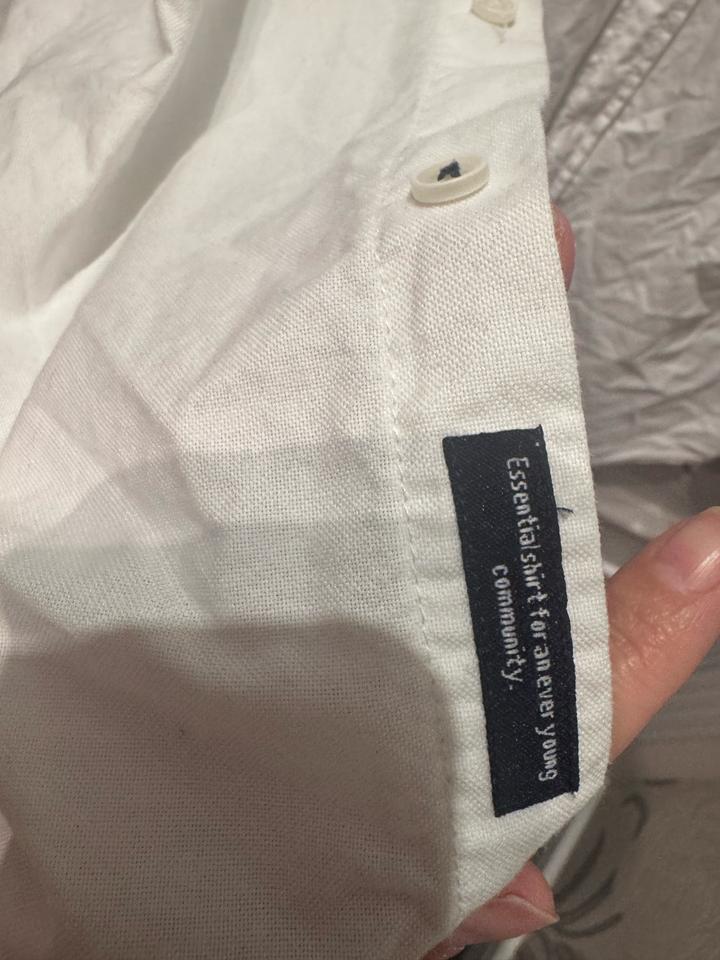 Essential shirt for an ever young
community.